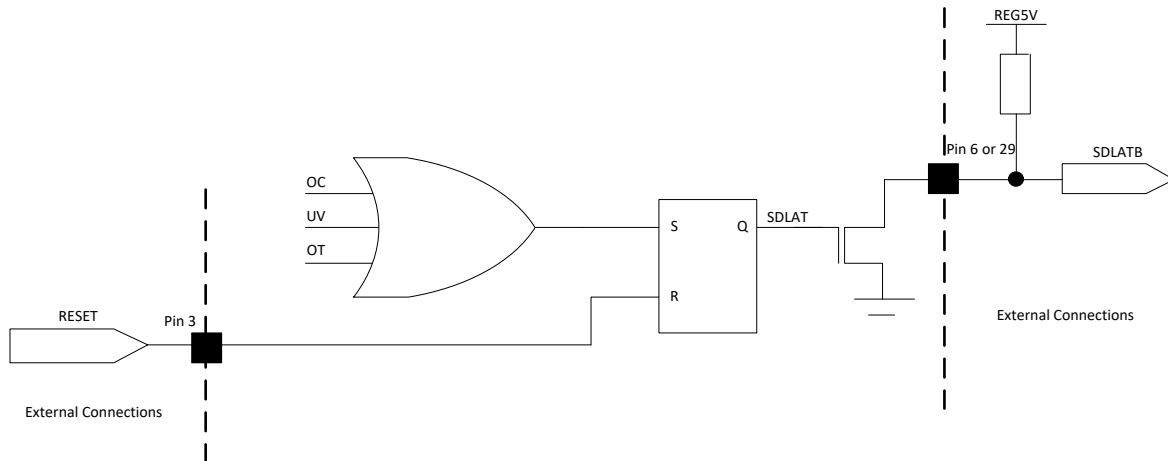 REG5V
Pin 6 or 29
SDLATB
OC
UV
OT
S
Q
SDLAT
R
RESET
Pin 3
External Connections
External Connections